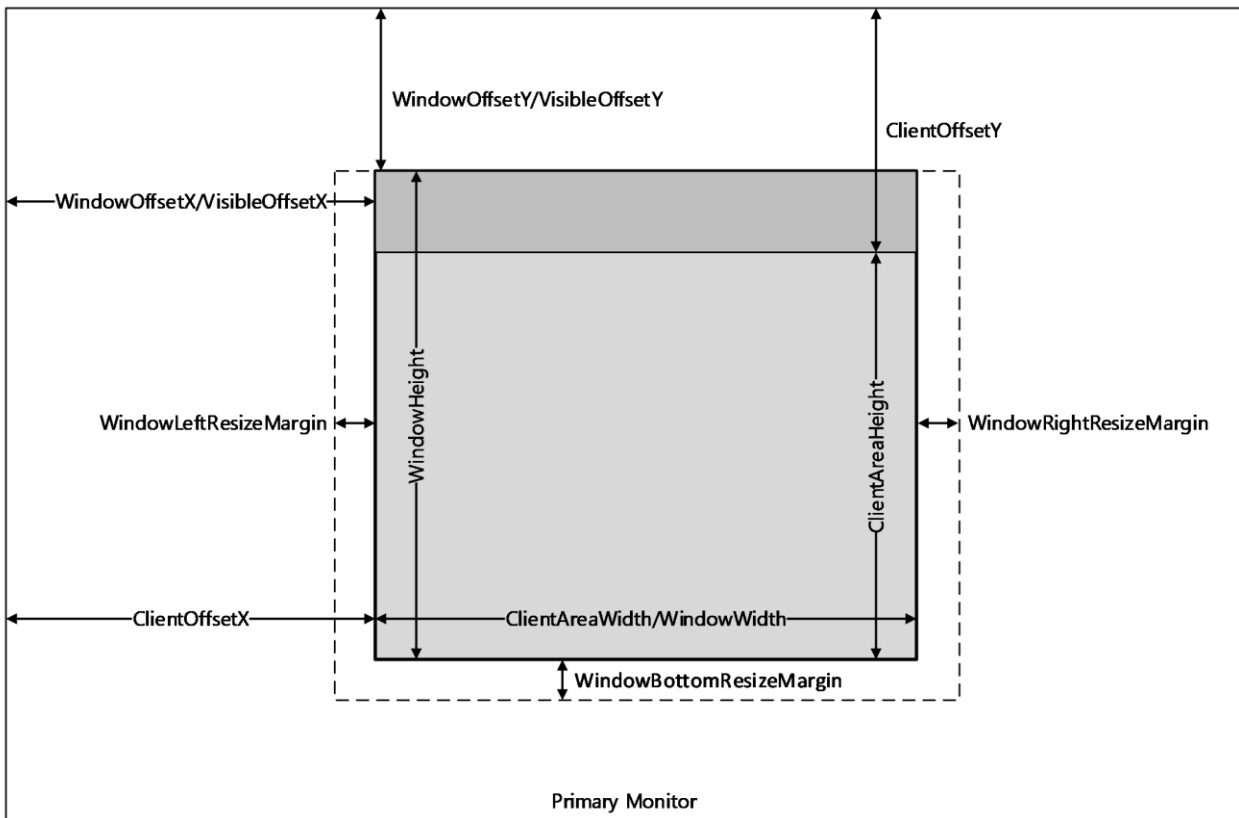 WindowOffsetY/VisibleOffsetY
ClientOffsetY
WindowOffsetX/VisibleOffsetX
WindowHeight
ClientAreaHeight
WindowLeftResizeMargin
WindowRightResizeMargin
ClientOffsetX
ClientAreaWidth/WindowWidth
WindowBottomResizeMargin
Primary Monitor